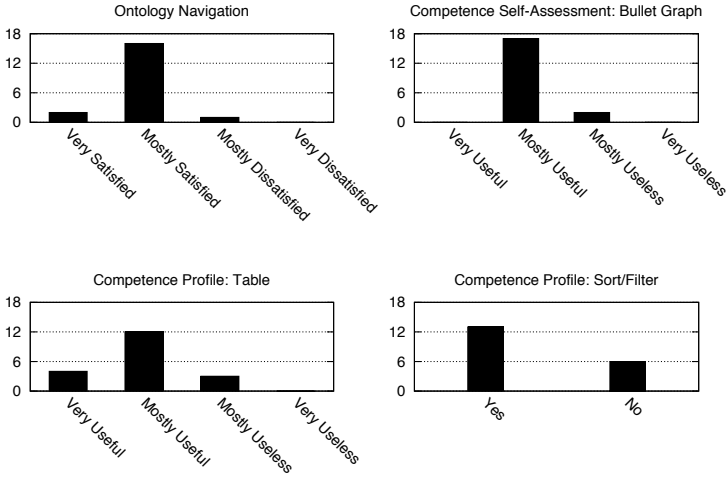 Ontology Navigation
18
12
6
0
Very Satisfied
Mostly Satisfied
Mostly Dissatisfied
Very Dissatisfied
Competence Self-Assessment: Bullet Graph
18
12
6
0
Very Useful
Mostly Useful
Mostly Useless
Very Useless
Competence Profile: Table
18
12
6
0
Very Useful
Mostly Useful
Mostly Useless
Very Useless
Competence Profile: Sort/Filter
18
12
6
0
Yes
No